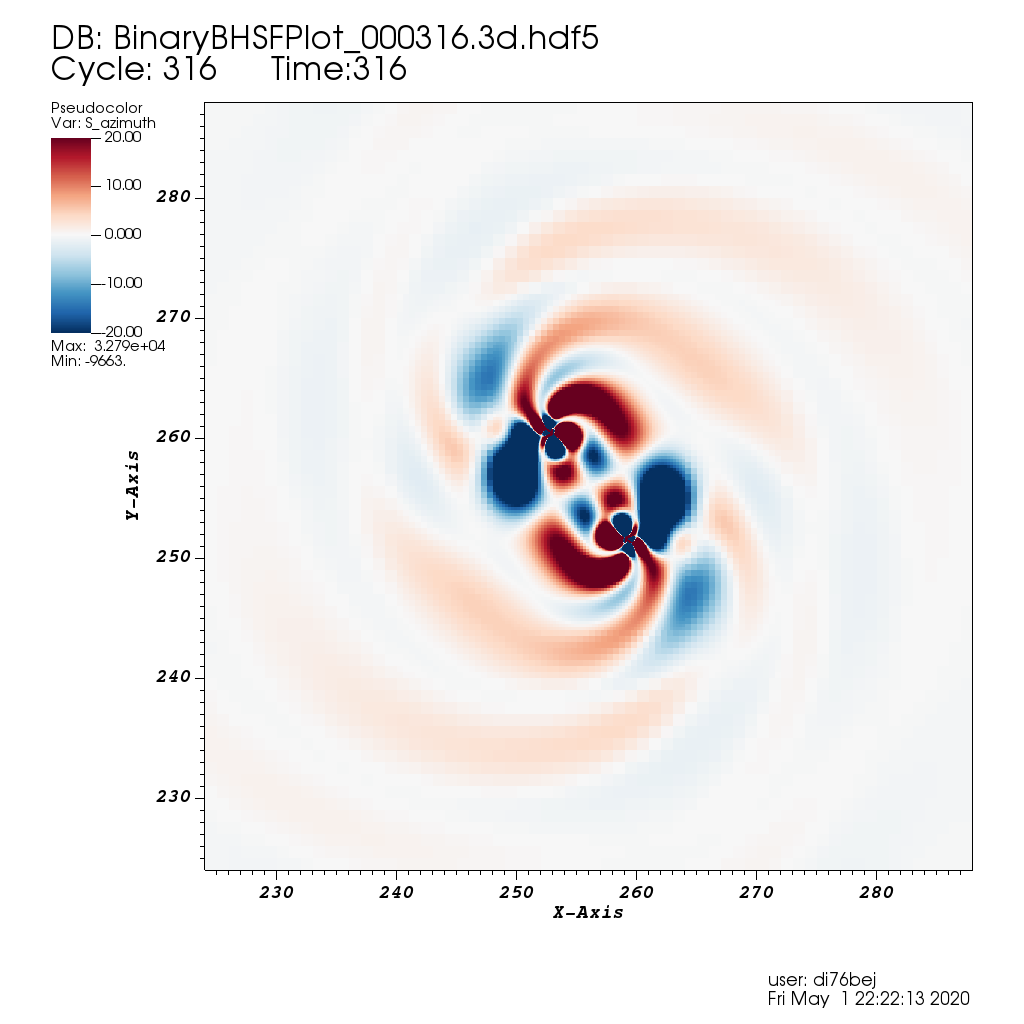 DB: BinaryBHSFPlot_000316.3d.hdf5
Cycle: 316 Time:316
Pseudocolor
Var: S_azimuth
20.00
10.00
0.000
-10.00
-20.00
Max: 3.279e+04
Min: -9663.
280
270
260
250
240
230
Y-Axis
230 240 250 260 270 280
X-Axis
user: di76bej
Fri May 1 22:22:13 2020